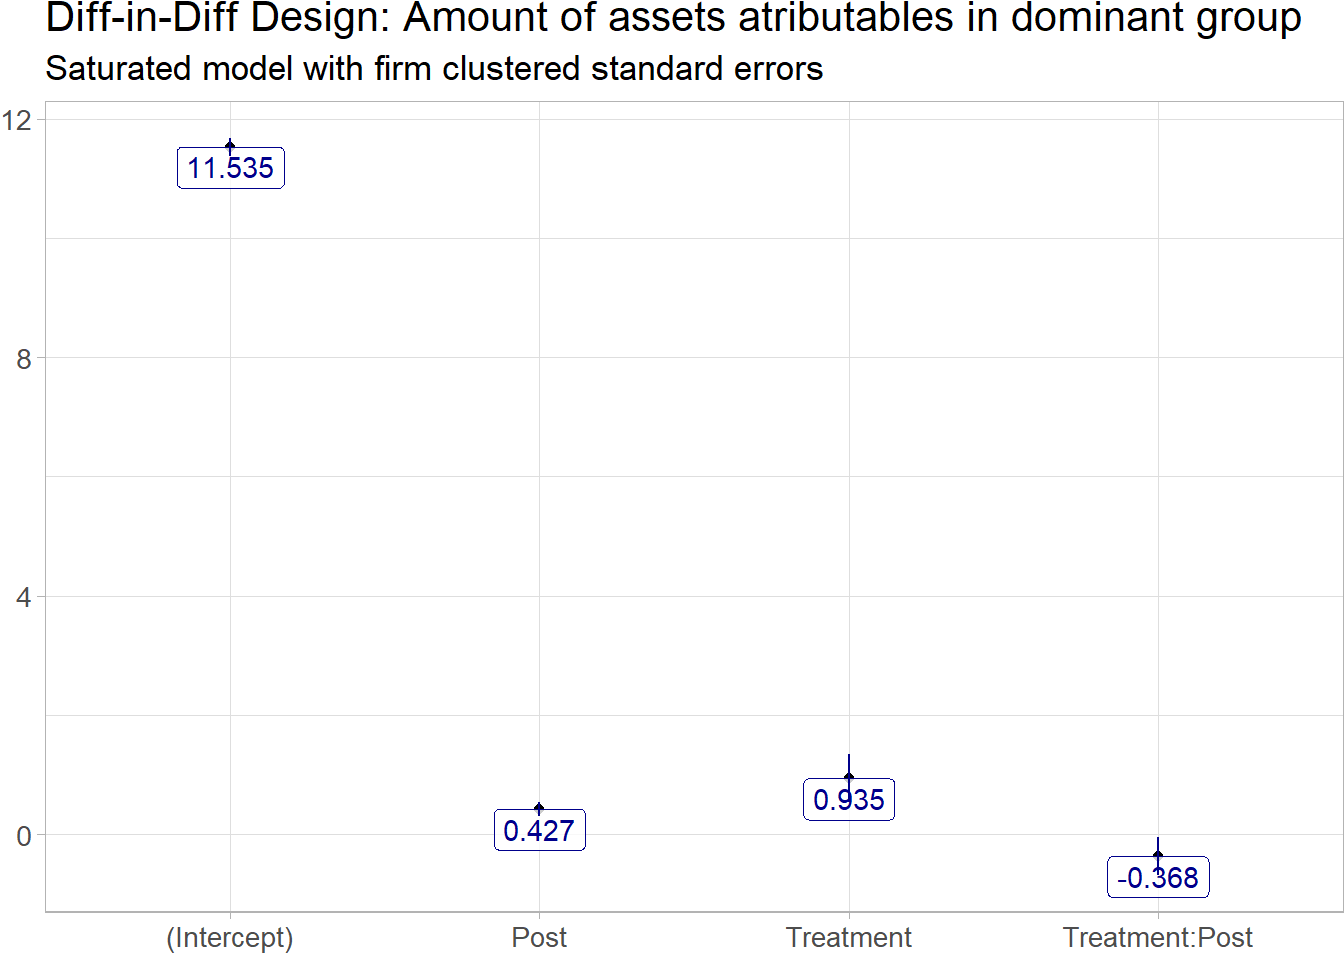 Diff-in-Diff Design: Amount of assets atributables in dominant group
Saturated model with firm clustered standard errors
12
11.535
8
4
0.935
0.427
0
-0.368
(Intercept) Post Treatment Treatment:Post